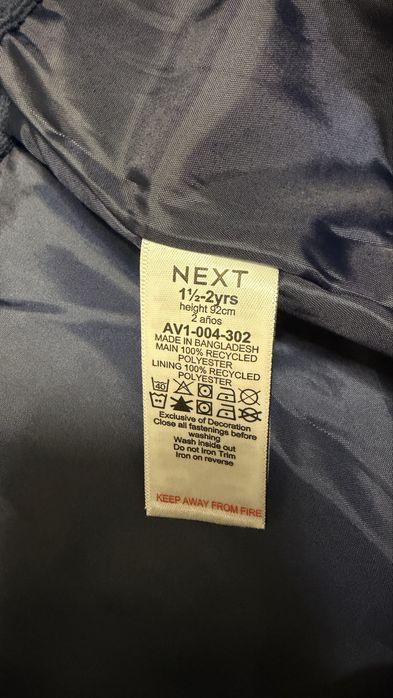 NEXT
1½-2yrs
height 92cm
2 años
AV1-004-302
MADE IN BANGLADESH
MAIN 100% RECYCLED
POLYESTER
LINING 100% RECYCLED
POLYESTER
40
Exclusive of Decoration
Close all fastenings before
washing
Wash inside out
Do not Iron Trim
Iron on reverse
KEEP AWAY FROM FIRE